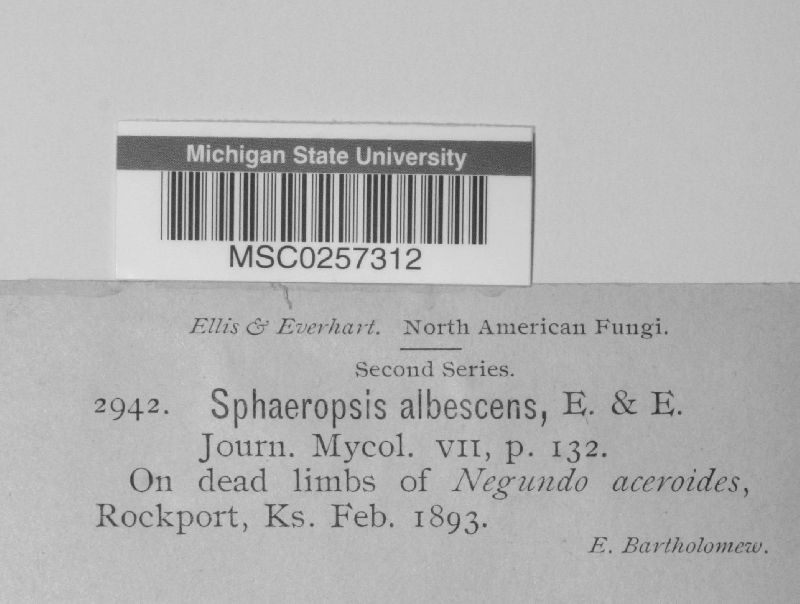 Michigan State University
MSC0257312
Ellis & Everhart. North American Fungi.
Second Series.
2942. Sphaeropsis albescens, E. & E.
Journ. Mycol. VII, p. 132.
On dead limbs of Negundo aceroides,
Rockport, Ks. Feb. 1893.
E. Bartholomew.